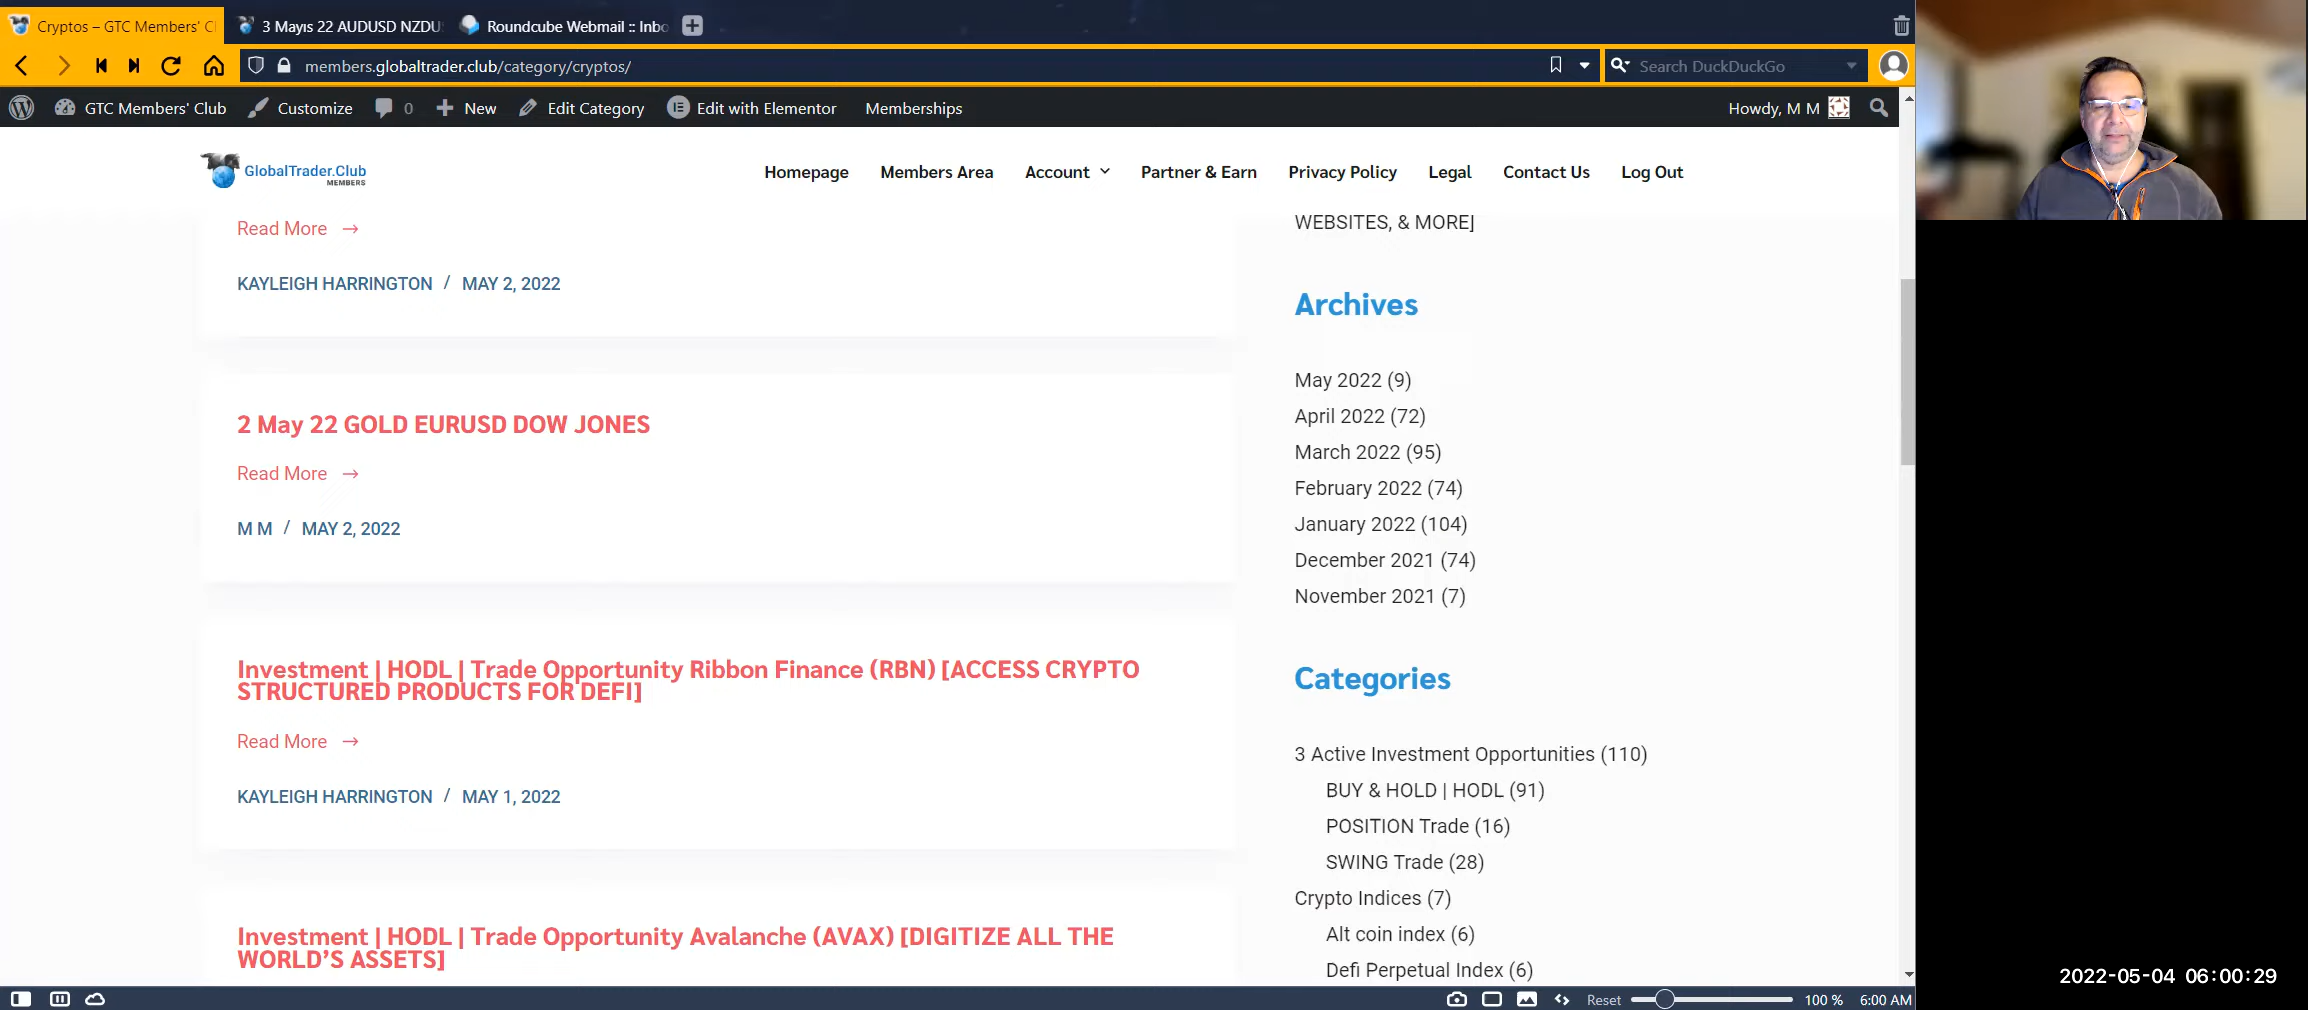 Cryptos – GTC Members' C
3 Mayıs 22 AUDUSD NZDU
Roundcube Webmail :: Inbo
members.globaltrader.club/category/cryptos/
Search DuckDuckGo
GTC Members' Club
Customize
0
New
Edit Category
Edit with Elementor
Memberships
Howdy, M M
GlobalTrader.Club
MEMBERS
Homepage
Members Area
Account
Partner & Earn
Privacy Policy
Legal
Contact Us
Log Out
Read More →
KAYLEIGH HARRINGTON / MAY 2, 2022
2 May 22 GOLD EURUSD DOW JONES
Read More →
M M / MAY 2, 2022
Investment | HODL | Trade Opportunity Ribbon Finance (RBN) [ACCESS CRYPTO
STRUCTURED PRODUCTS FOR DEFI]
Read More →
KAYLEIGH HARRINGTON / MAY 1, 2022
Investment | HODL | Trade Opportunity Avalanche (AVAX) [DIGITIZE ALL THE
WORLD'S ASSETS]
WEBSITES, & MORE]
Archives
May 2022 (9)
April 2022 (72)
March 2022 (95)
February 2022 (74)
January 2022 (104)
December 2021 (74)
November 2021 (7)
Categories
3 Active Investment Opportunities (110)
BUY & HOLD | HODL (91)
POSITION Trade (16)
SWING Trade (28)
Crypto Indices (7)
Alt coin index (6)
Defi Perpetual Index (6)
Reset
100 %
6:00 AM
2022-05-04 06:00:29